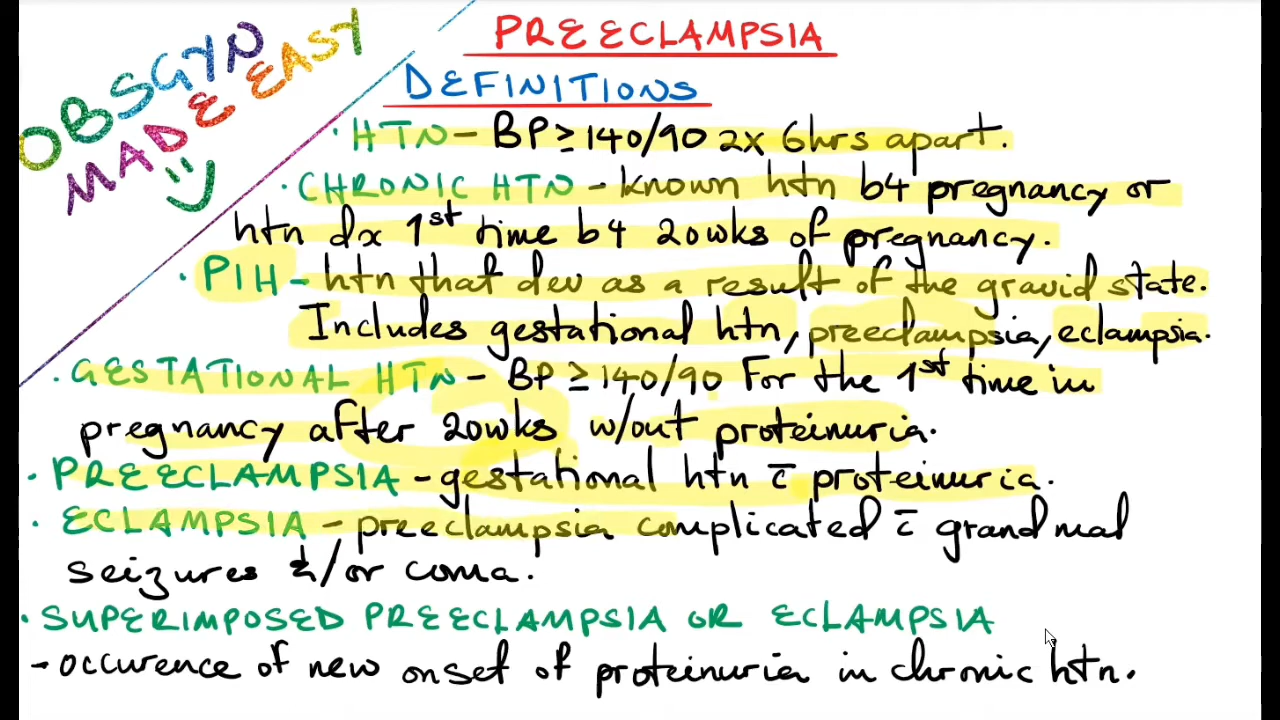 OBSGYN
MADE EASY
PREECLAMPSIA
DEFINITIONS
· HTN - BP ≥ 140/90 2x 6hrs apart.
· CHRONIC HTN - known htn b4 pregnancy or
htn dx 1st time b4 20wks of pregnancy.
· PIH - htn that dev as a result of the gravid state.
Includes gestational htn, preeclampsia, eclampsia.
· GESTATIONAL HTN - BP ≥ 140/90 For the 1st time in
pregnancy after 20wks w/out proteinuria.
· PREECLAMPSIA - gestational htn c̄ proteinuria.
· ECLAMPSIA - preeclampsia complicated c̄ grand mal
seizures &/or coma.
· SUPERIMPOSED PREECLAMPSIA OR ECLAMPSIA
- occurence of new onset of proteinuria in chronic htn.